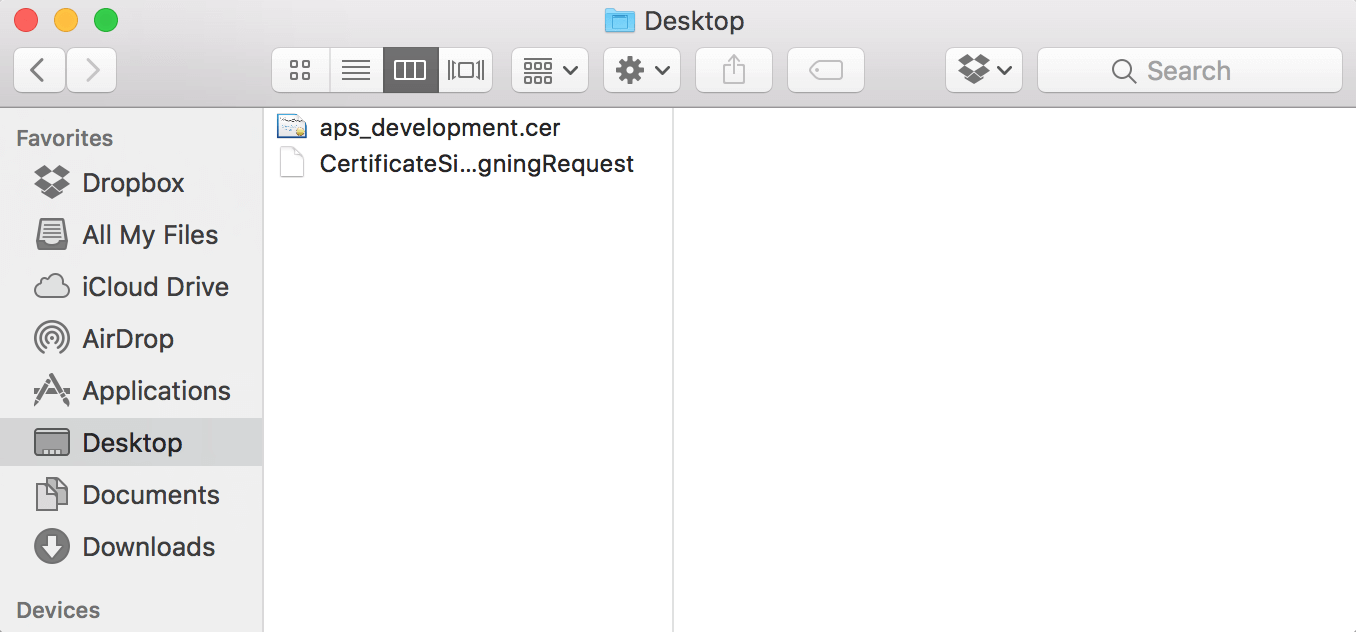 Desktop
Search
Favorites
Dropbox
All My Files
iCloud Drive
AirDrop
Applications
Desktop
Documents
Downloads
Devices
aps_development.cer
CertificateSi...gningRequest